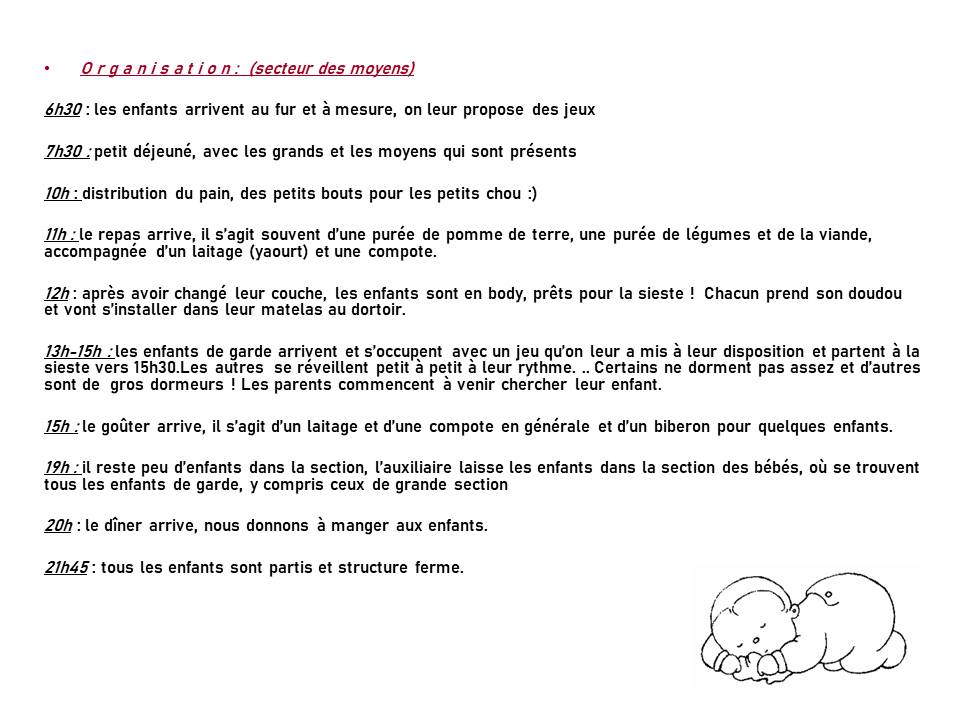 • O r g a n i s a t i o n :  (secteur des moyens)
6h30 : les enfants arrivent au fur et à mesure, on leur propose des jeux
7h30 : petit déjeuné, avec les grands et les moyens qui sont présents
10h : distribution du pain, des petits bouts pour les petits chou :)
11h : le repas arrive, il s’agit souvent d’une purée de pomme de terre, une purée de légumes et de la viande,
accompagnée d’un laitage (yaourt) et une compote.
12h : après avoir changé leur couche, les enfants sont en body, prêts pour la sieste ! Chacun prend son doudou
et vont s’installer dans leur matelas au dortoir.
13h-15h : les enfants de garde arrivent et s’occupent avec un jeu qu’on leur a mis à leur disposition et partent à la
sieste vers 15h30.Les autres se réveillent petit à petit à leur rythme. .. Certains ne dorment pas assez et d’autres
sont de gros dormeurs ! Les parents commencent à venir chercher leur enfant.
15h : le goûter arrive, il s’agit d’un laitage et d’une compote en générale et d’un biberon pour quelques enfants.
19h : il reste peu d’enfants dans la section, l’auxiliaire laisse les enfants dans la section des bébés, où se trouvent
tous les enfants de garde, y compris ceux de grande section
20h : le dîner arrive, nous donnons à manger aux enfants.
21h45 : tous les enfants sont partis et structure ferme.